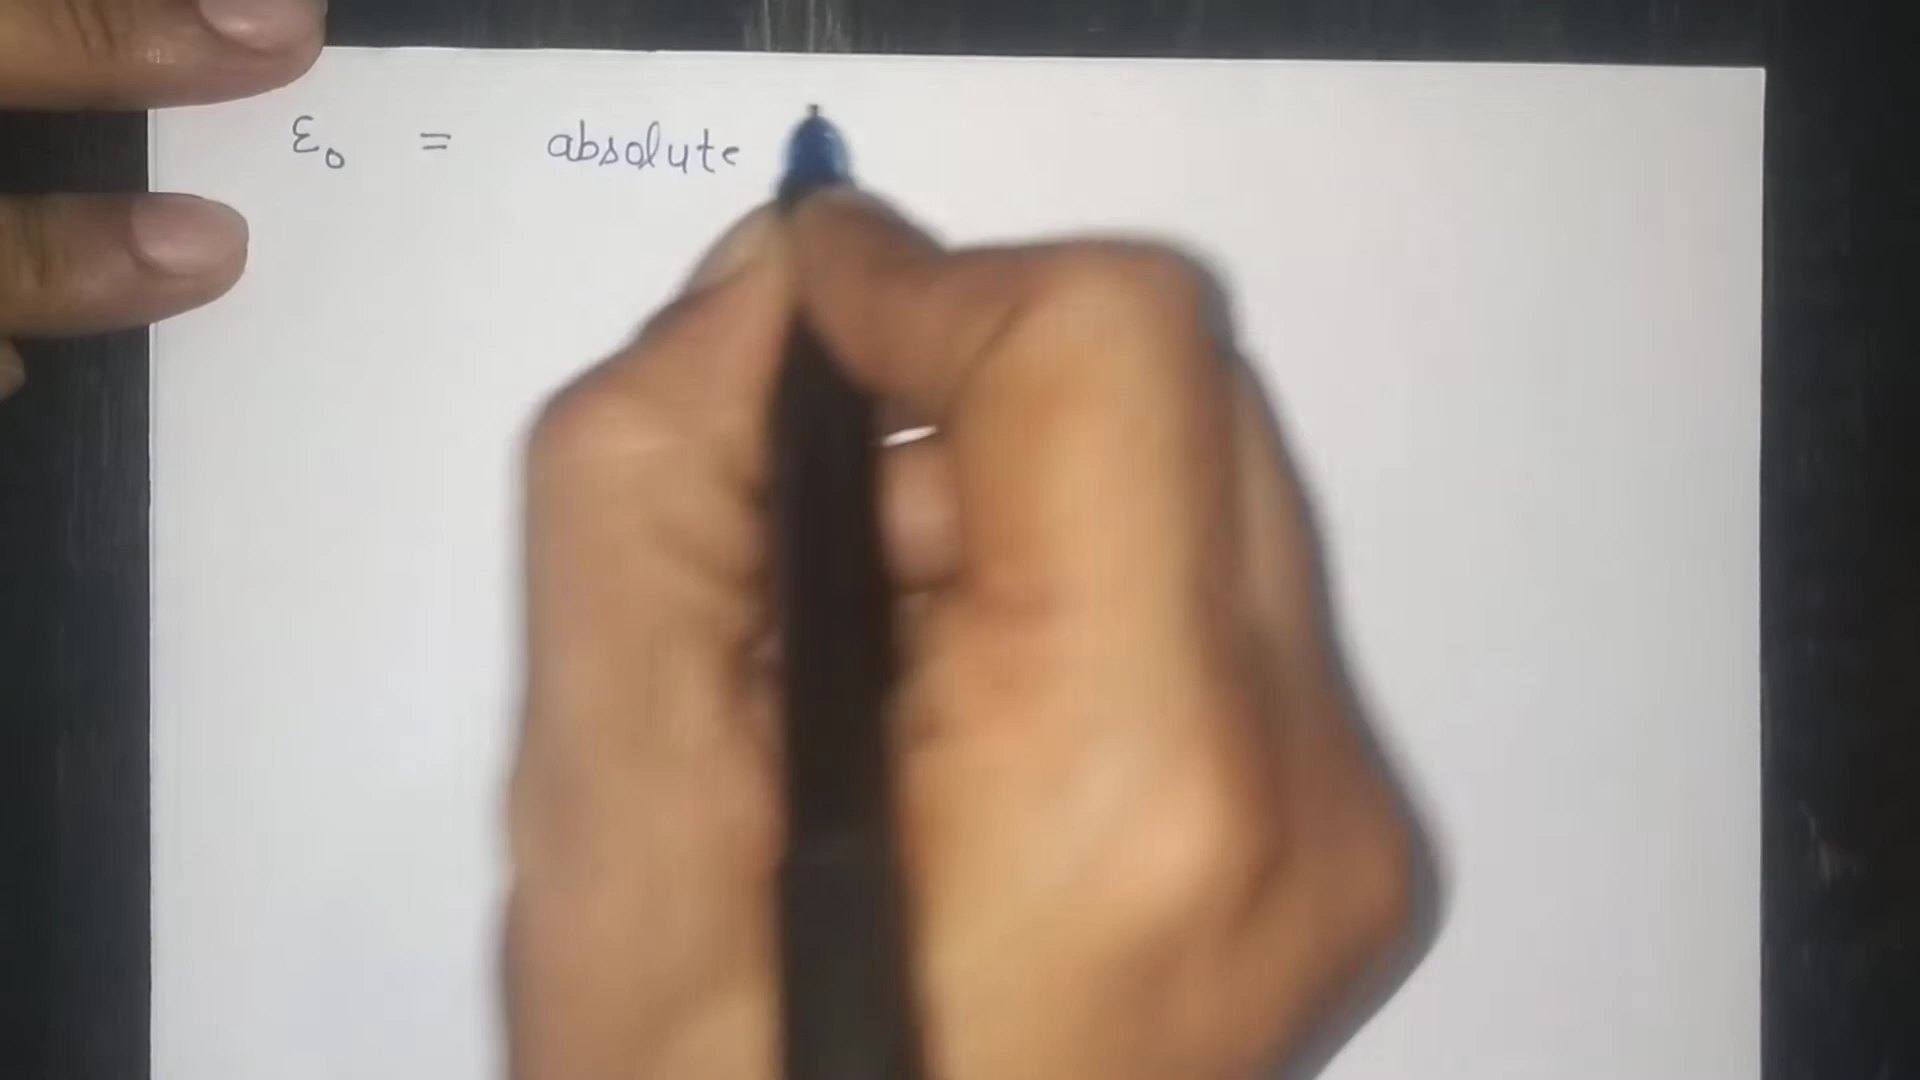 ε₀ = absolute